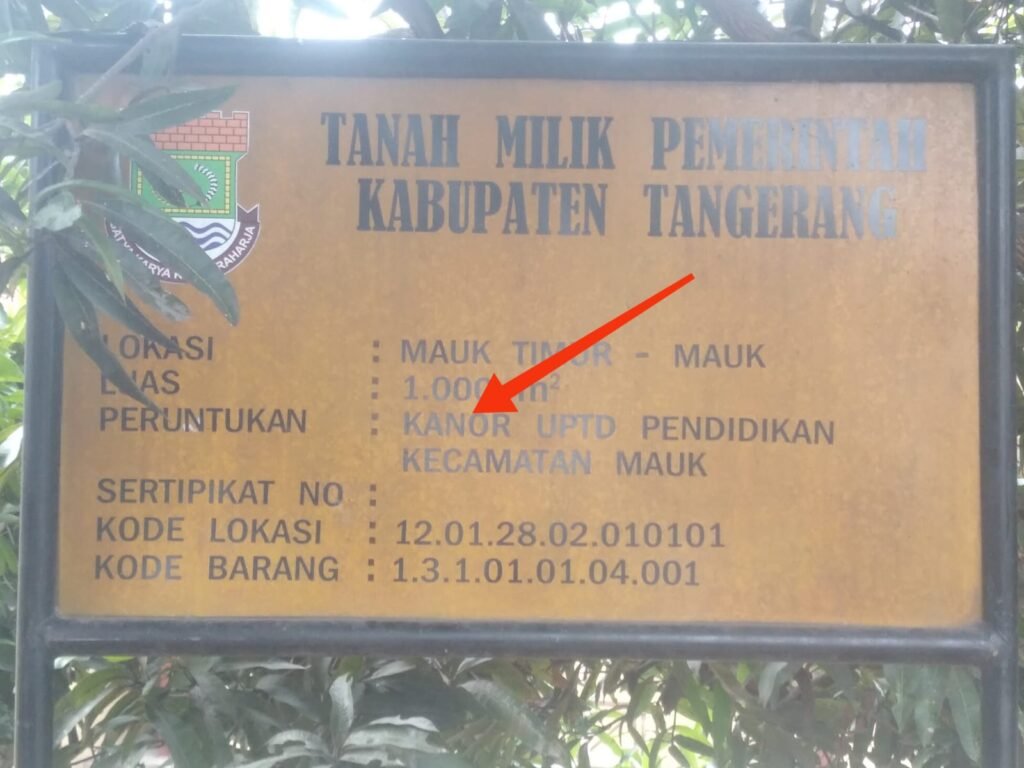 TANAH MILIK PEMERINTAH
KABUPATEN TANGERANG
LOKASI : MAUK TIMUR - MAUK
LUAS : 1.000 m²
PERUNTUKAN : KANOR UPTD PENDIDIKAN
KECAMATAN MAUK
SERTIPIKAT NO :
KODE LOKASI : 12.01.28.02.010101
KODE BARANG : 1.3.1.01.01.04.001